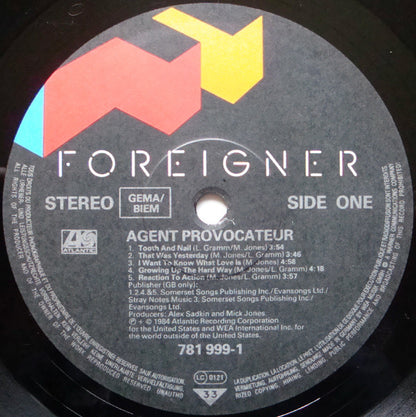 FOREIGNER
STEREO
GEMA/
BIEM
SIDE ONE
AGENT PROVOCATEUR
1. Tooth And Nail (L. Gramm/M. Jones) 3:54
2. That Was Yesterday (M. Jones/L. Gramm) 3:46
3. I Want To Know What Love Is (M. Jones) 4:58
4. Growing Up The Hard Way (M. Jones/L. Gramm) 4:18
5. Reaction To Action (M. Jones/L. Gramm) 3:57
Publisher (GB only):
1.2.4&5. Somerset Songs Publishing Inc./Evansongs Ltd./
Stray Notes Music 3. Somerset Songs Publishing Inc./
Evansongs Ltd.
Producers: Alex Sadkin and Mick Jones.
℗ + © 1984 Atlantic Recording Corporation
for the United States and WEA International Inc. for
the world outside of the United States.
781 999-1
ATLANTIC
LC 0121
33